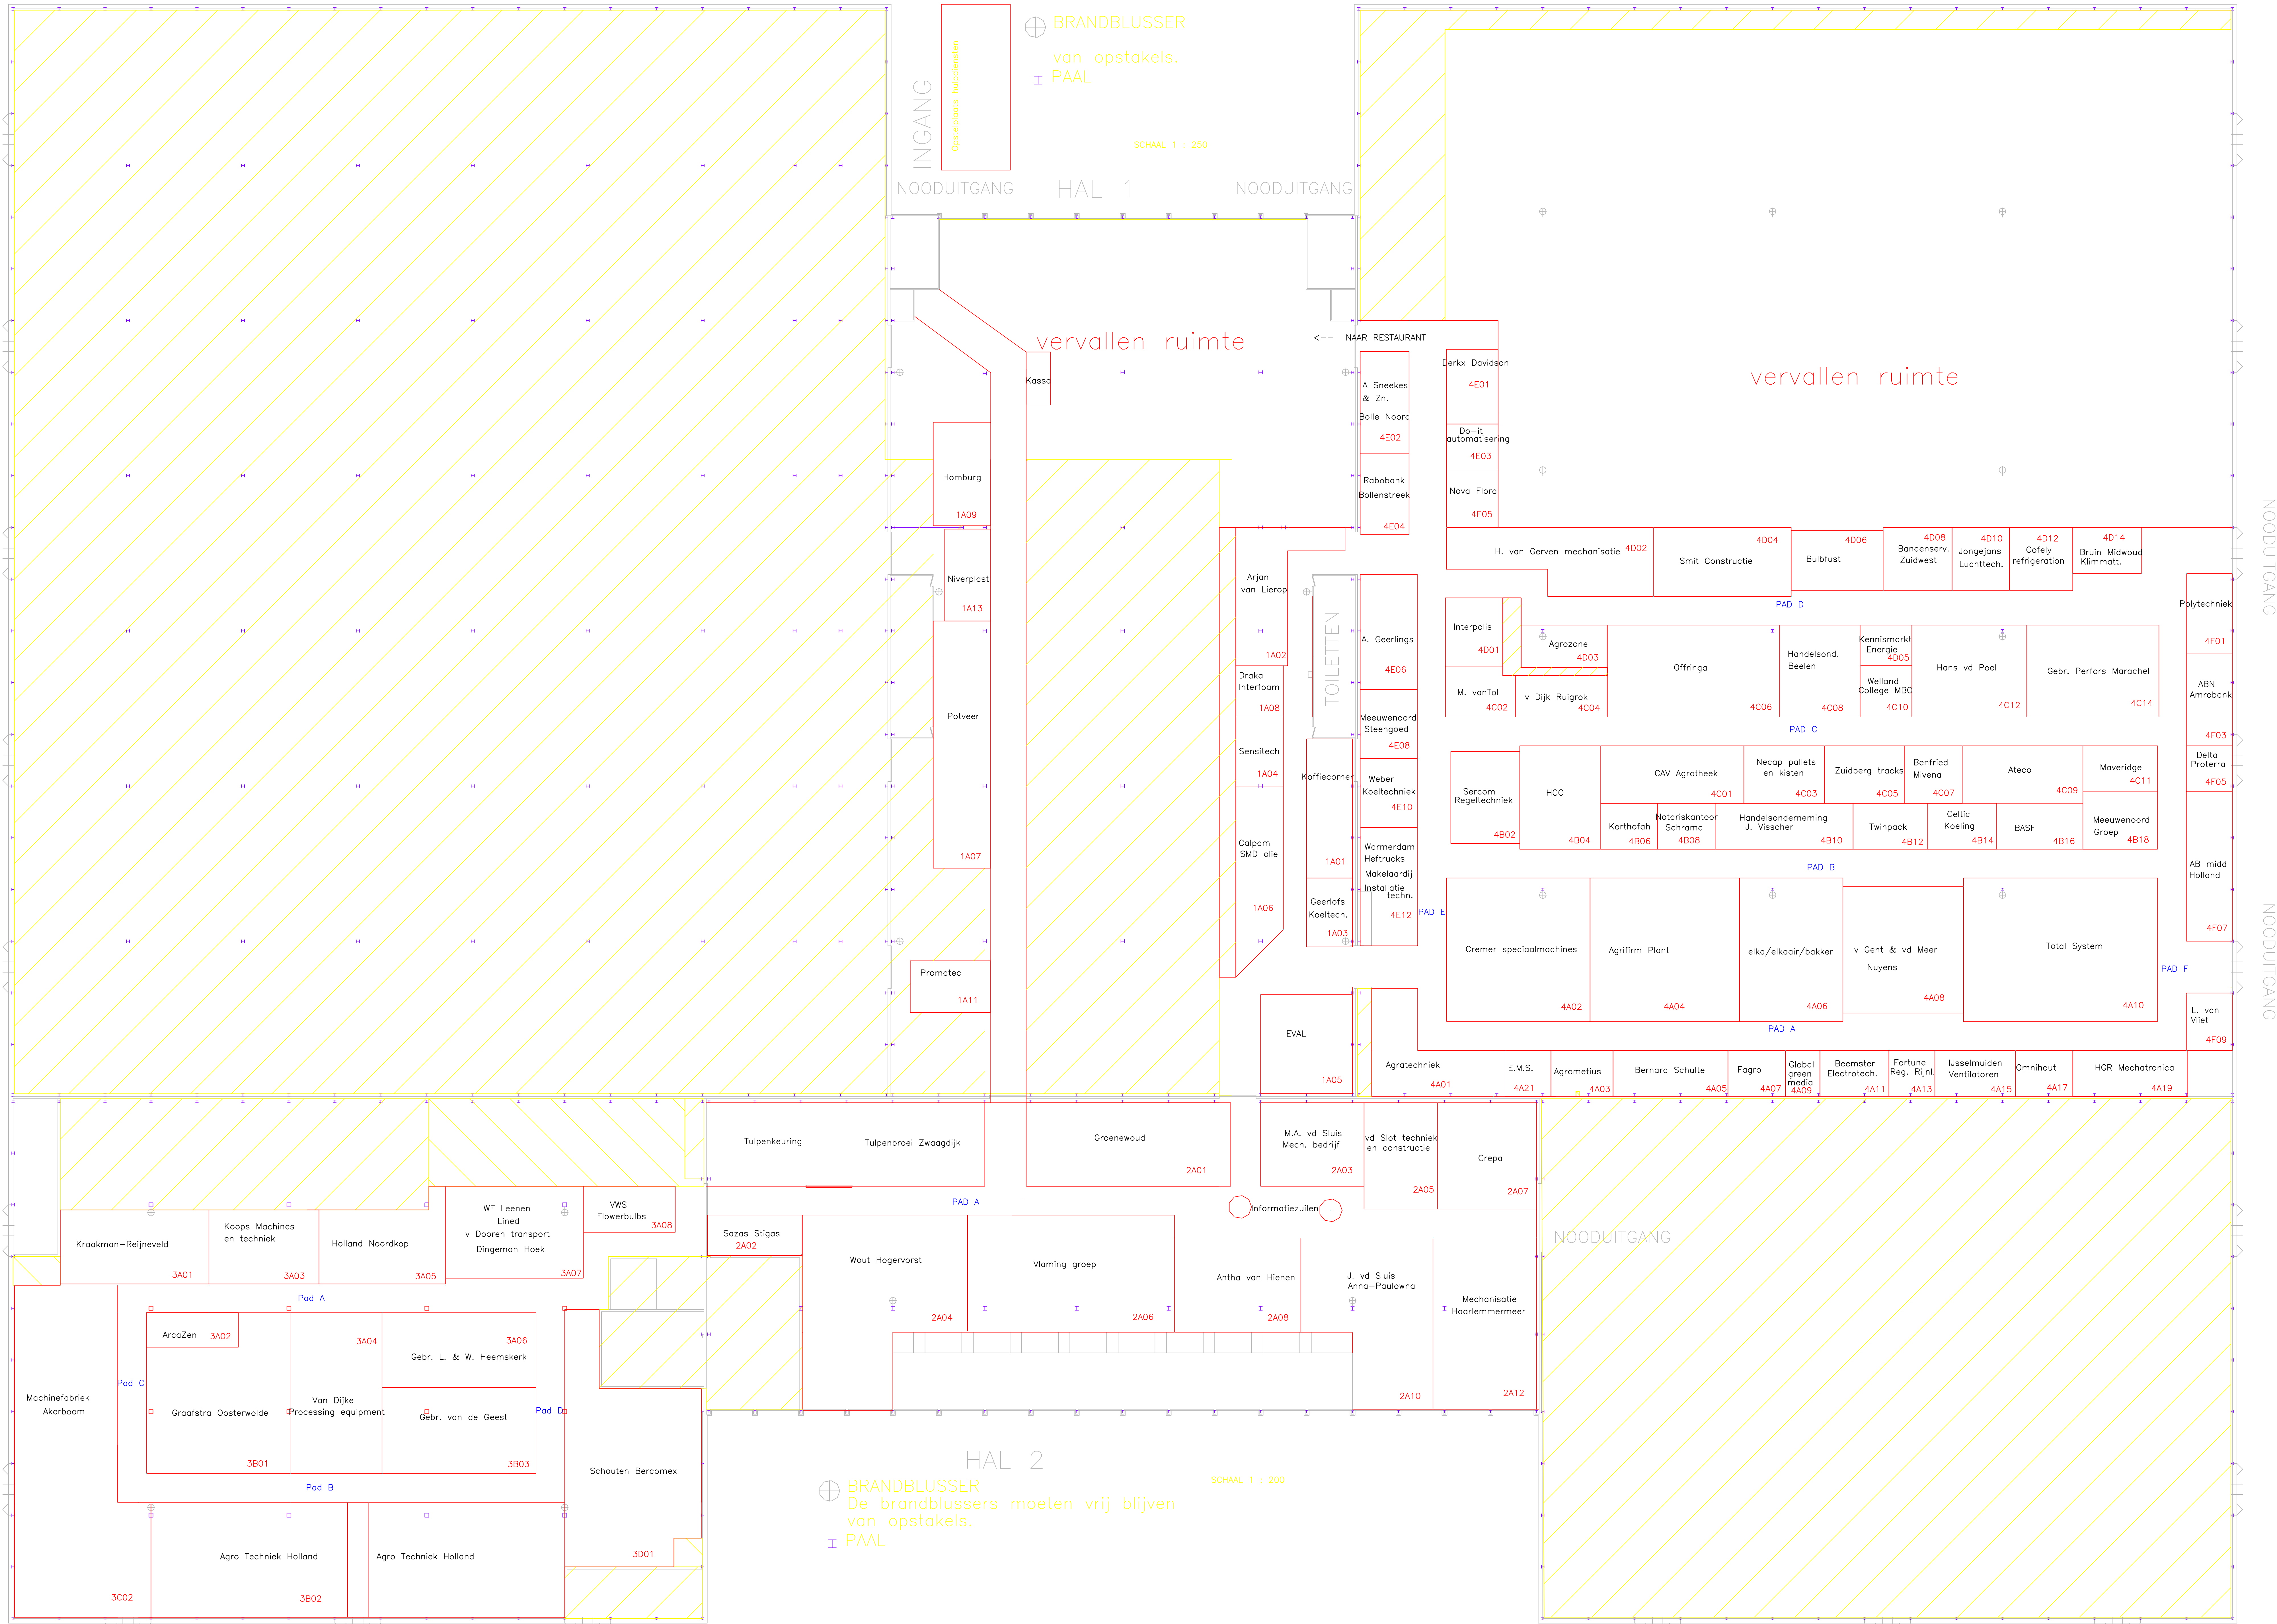 BRANDBLUSSER
van opstakels.
PAAL
INGANG
SCHAAL 1 : 250
NOODUITGANG
HAL 1
NOODUITGANG
vervallen ruimte
<-- NAAR RESTAURANT
Kassa
vervallen ruimte
Homburg
1A09
Niverplast
1A13
Potveer
1A07
Promatec
1A11
Arjan
van Lierop
1A02
Draka
Interfoam
1A08
Sensitech
1A04
Calpam
SMD olie
1A06
TOILETTEN
Koffiecorner
1A01
Geerlofs
Koeltech.
1A03
EVAL
1A05
A Sneekes
& Zn.
Bolle Noord
4E02
Rabobank
Bollenstreek
4E04
Derkx Davidson
4E01
Do-it
automatisering
4E03
Nova Flora
4E05
A. Geerlings
4E06
Meeuwenoord
Steengoed
4E08
Weber
Koeltechniek
4E10
Warmerdam
Heftrucks
Makelaardij
Installatie
techn.
4E12
PAD E
H. van Gerven mechanisatie
4D02
Smit Constructie
4D04
Bulbfust
4D06
Bandenserv.
Zuidwest
4D08
Jongejans
Luchttech.
4D10
Cofely
refrigeration
4D12
Bruin Midwoud
Klimmatt.
4D14
PAD D
Interpolis
4D01
Agrozone
4D03
M. vanTol
4C02
v Dijk Ruigrok
4C04
Offringa
4C06
Handelsond.
Beelen
4C08
Kennismarkt
Energie
4D05
Welland
College MBO
4C10
Hans vd Poel
4C12
Gebr. Perfors Marachel
4C14
Polytechniek
4F01
ABN
Amrobank
4F03
Delta
Proterra
4F05
AB midd
Holland
4F07
PAD F
L. van
Vliet
4F09
NOODUITGANG
NOODUITGANG
PAD C
Sercom
Regeltechniek
4B02
HCO
4B04
CAV Agrotheek
4C01
Necap pallets
en kisten
4C03
Zuidberg tracks
4C05
Benfried
Mivena
4C07
Ateco
4C09
Maveridge
4C11
Korthofah
4B06
Notariskantoor
Schrama
4B08
Handelsonderneming
J. Visscher
4B10
Twinpack
4B12
Celtic
Koeling
4B14
BASF
4B16
Meeuwenoord
Groep
4B18
PAD B
Cremer speciaalmachines
4A02
Agrifirm Plant
4A04
elka/elkaair/bakker
4A06
v Gent & vd Meer
Nuyens
4A08
Total System
4A10
PAD A
Agratechniek
4A01
E.M.S.
4A21
Agrometius
4A03
Bernard Schulte
4A05
Fagro
4A07
Global
green
media
4A09
Beemster
Electrotech.
4A11
Fortune
Reg. Rijnl.
4A13
IJsselmuiden
Ventilatoren
4A15
Omnihout
4A17
HGR Mechatronica
4A19
Tulpenkeuring
Tulpenbroei Zwaagdijk
Groenewoud
2A01
M.A. vd Sluis
Mech. bedrijf
2A03
vd Slot techniek
en constructie
2A05
Crepa
2A07
PAD A
Informatiezuilen
Sazas Stigas
2A02
Wout Hogervorst
2A04
Vlaming groep
2A06
Antha van Hienen
2A08
J. vd Sluis
Anna-Paulowna
2A10
Mechanisatie
Haarlemmermeer
2A12
NOODUITGANG
Kraakman-Reijneveld
3A01
Koops Machines
en techniek
3A03
Holland Noordkop
3A05
WF Leenen
Lined
v Dooren transport
Dingeman Hoek
3A07
VWS
Flowerbulbs
3A08
Pad A
Machinefabriek
Akerboom
3C02
Pad C
ArcaZen
3A02
Graafstra Oosterwolde
3B01
3A04
Van Dijke
Processing equipment
3A06
Gebr. L. & W. Heemskerk
Gebr. van de Geest
3B03
Pad D
Pad B
Schouten Bercomex
3D01
Agro Techniek Holland
3B02
Agro Techniek Holland
HAL 2
BRANDBLUSSER
De brandblussers moeten vrij blijven
van opstakels.
PAAL
SCHAAL 1 : 200